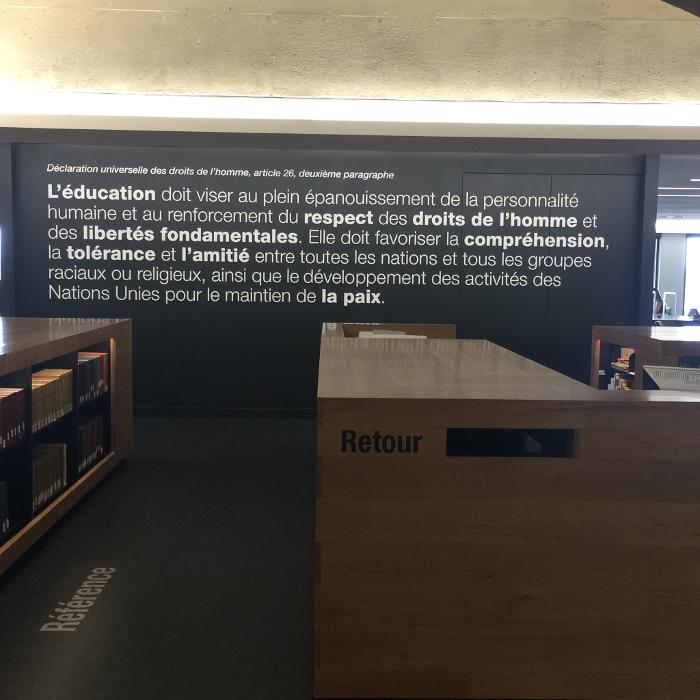 Déclaration universelle des droits de l'homme, article 26, deuxième paragraphe
L'éducation doit viser au plein épanouissement de la personnalité
humaine et au renforcement du respect des droits de l'homme et
des libertés fondamentales. Elle doit favoriser la compréhension,
la tolérance et l'amitié entre toutes les nations et tous les groupes
raciaux ou religieux, ainsi que le développement des activités des
Nations Unies pour le maintien de la paix.
Retour
Référence